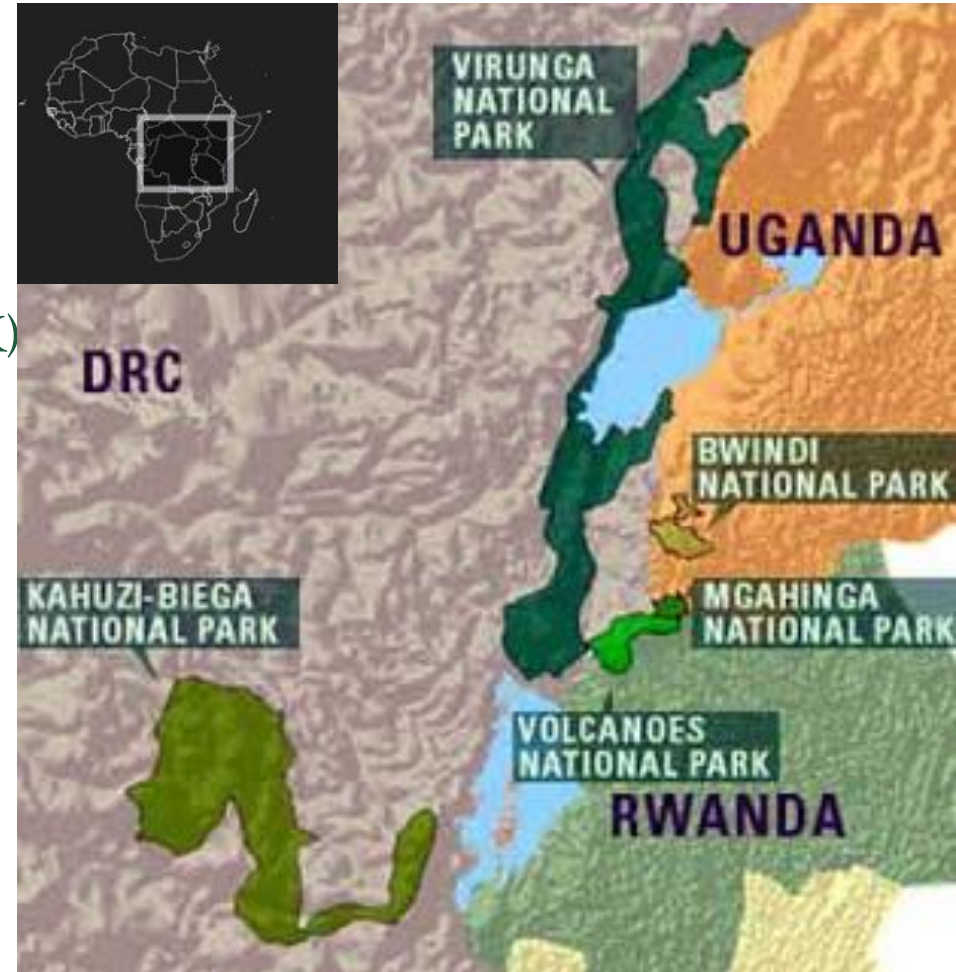 VIRUNGA
NATIONAL
PARK
UGANDA
DRC
BWINDI
NATIONAL PARK
KAHUZI-BIEGA
NATIONAL PARK
MGAHINGA
NATIONAL PARK
VOLCANOES
NATIONAL PARK
RWANDA